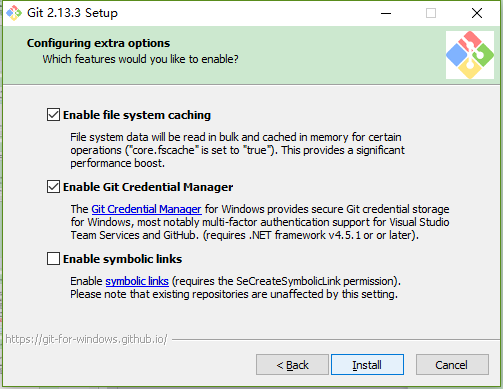 Git 2.13.3 Setup
Configuring extra options
Which features would you like to enable?
Enable file system caching
File system data will be read in bulk and cached in memory for certain
operations ("core.fscache" is set to "true"). This provides a significant
performance boost.
Enable Git Credential Manager
The Git Credential Manager for Windows provides secure Git credential storage
for Windows, most notably multi-factor authentication support for Visual Studio
Team Services and GitHub. (requires .NET framework v4.5.1 or or later).
Enable symbolic links
Enable symbolic links (requires the SeCreateSymbolicLink permission).
Please note that existing repositories are unaffected by this setting.
https://git-for-windows.github.io/
< Back
Install
Cancel